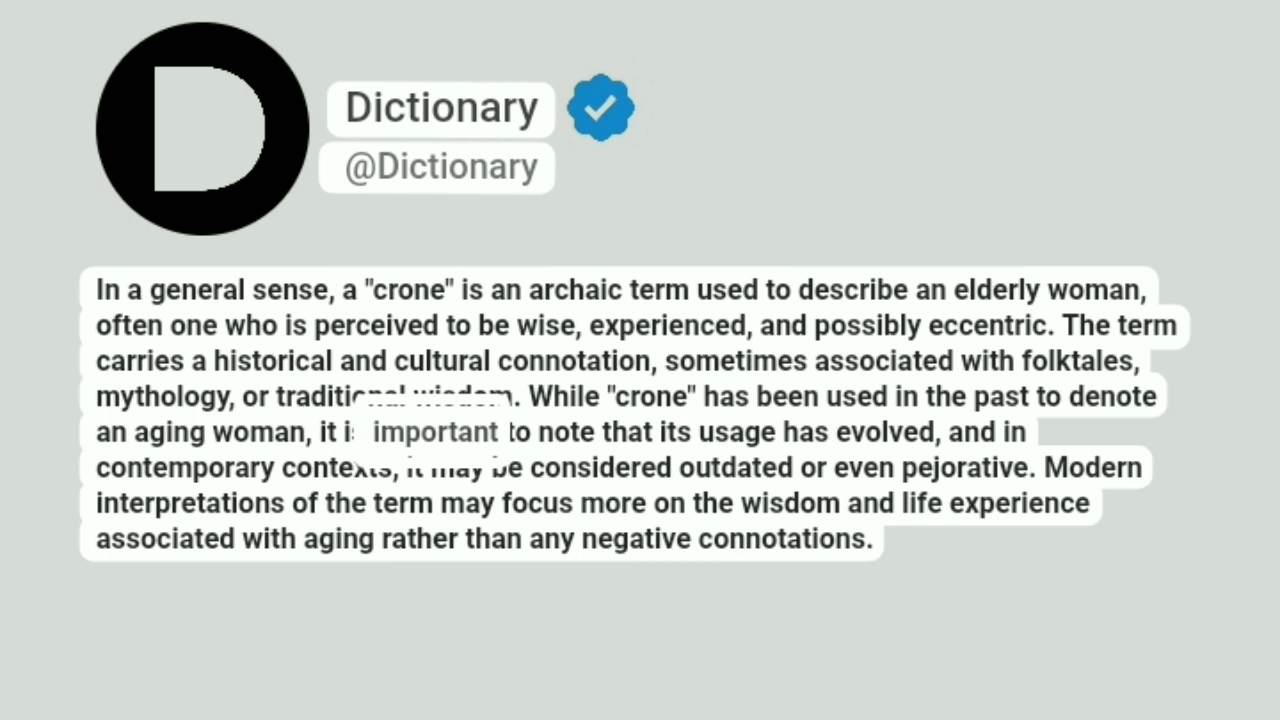 D
Dictionary
@Dictionary
In a general sense, a "crone" is an archaic term used to describe an elderly woman,
often one who is perceived to be wise, experienced, and possibly eccentric. The term
carries a historical and cultural connotation, sometimes associated with folktales,
mythology, or traditional wisdom. While "crone" has been used in the past to denote
an aging woman, it is important to note that its usage has evolved, and in
contemporary contexts, it may be considered outdated or even pejorative. Modern
interpretations of the term may focus more on the wisdom and life experience
associated with aging rather than any negative connotations.